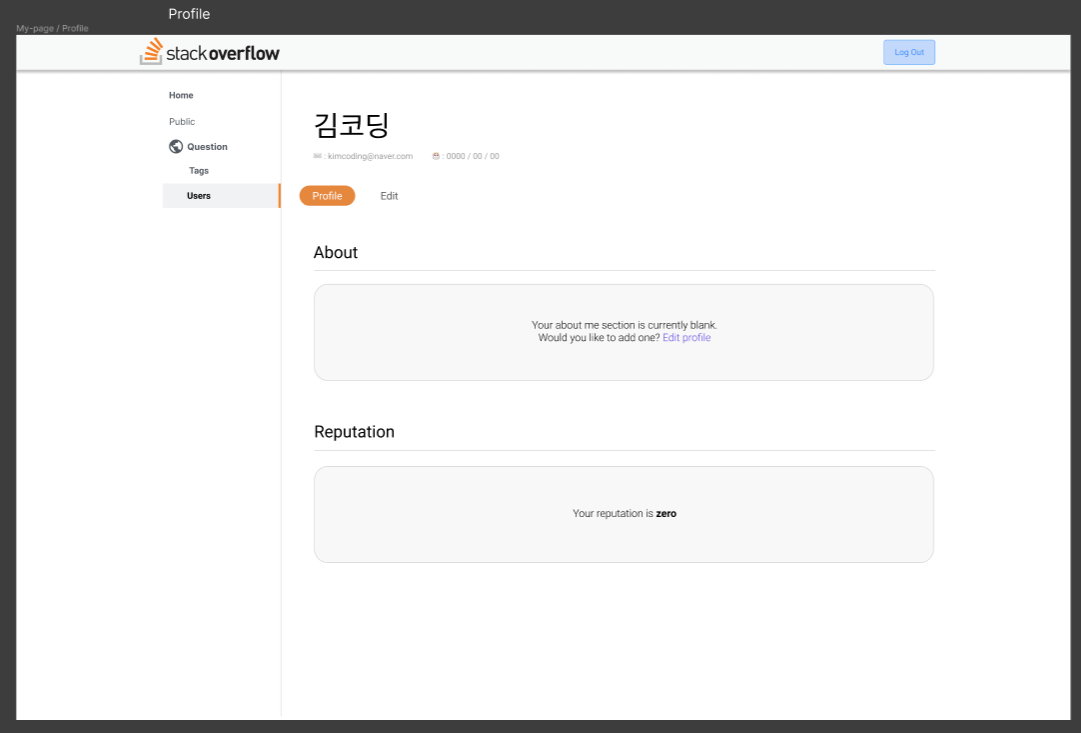 Profile
My-page / Profile
stack overflow
Log Out
Home
Public
Question
Tags
Users
김코딩
: kimcoding@naver.com : 0000 / 00 / 00
Profile Edit
About
Your about me section is currently blank.
Would you like to add one? Edit profile
Reputation
Your reputation is zero